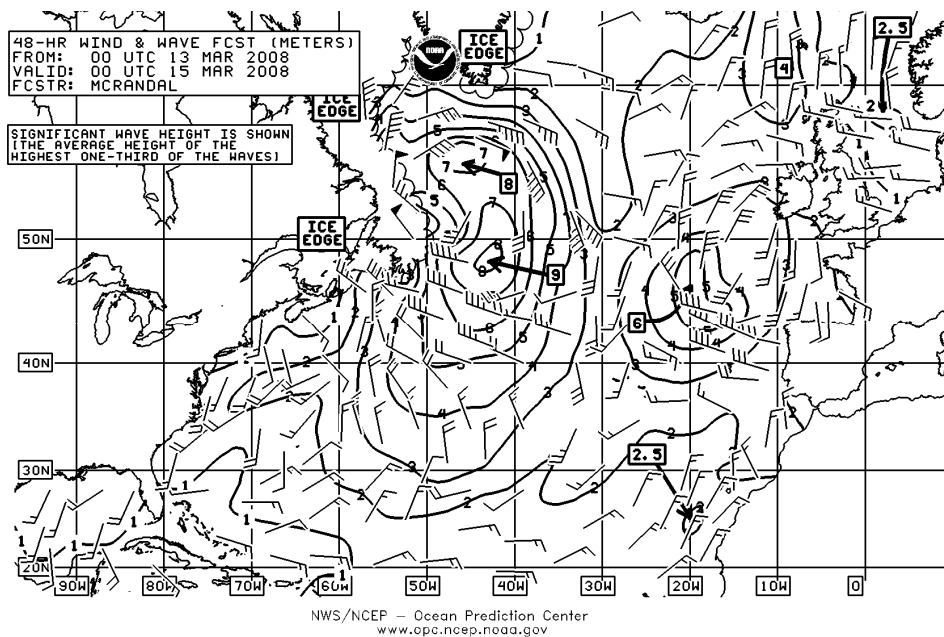 48-HR WIND & WAVE FCST (METERS)
FROM: 00 UTC 13 MAR 2008
VALID: 00 UTC 15 MAR 2008
FCSTR: MCRANDAL
SIGNIFICANT WAVE HEIGHT IS SHOWN
(THE AVERAGE HEIGHT OF THE
HIGHEST ONE-THIRD OF THE WAVES)
NOAA
ICE
EDGE
ICE
EDGE
ICE
EDGE
2.5
4
8
9
6
2.5
50N
40N
30N
20N
90W
80W
70W
60W
50W
40W
30W
20W
10W
0
NWS/NCEP – Ocean Prediction Center
www.opc.ncep.noaa.gov